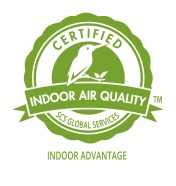 CERTIFIED
INDOOR AIR QUALITY ™
SCS GLOBAL SERVICES
INDOOR ADVANTAGE